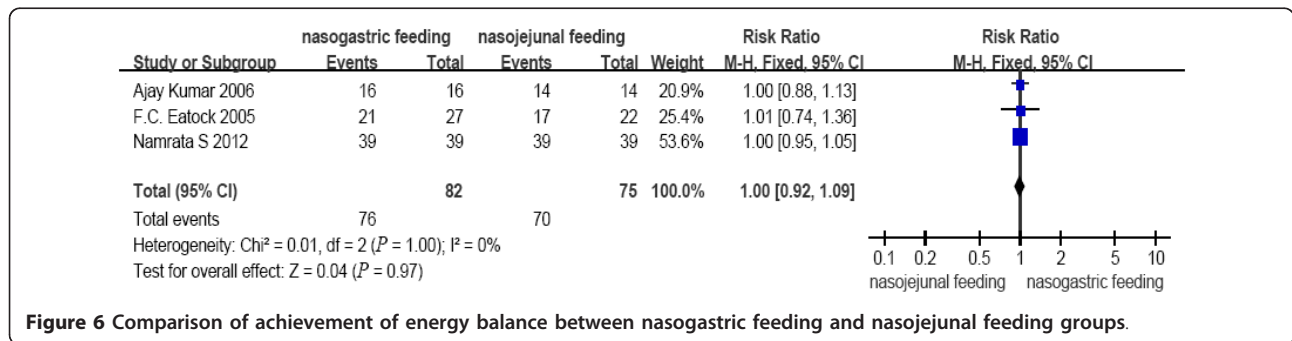 nasogastric feeding nasojejunal feeding Risk Ratio Risk Ratio
Study or Subgroup Events Total Events Total Weight M-H, Fixed, 95% CI M-H, Fixed, 95% CI
Ajay Kumar 2006 16 16 14 14 20.9% 1.00 [0.88, 1.13]
F.C. Eatock 2005 21 27 17 22 25.4% 1.01 [0.74, 1.36]
Namrata S 2012 39 39 39 39 53.6% 1.00 [0.95, 1.05]
Total (95% CI) 82 75 100.0% 1.00 [0.92, 1.09]
Total events 76 70
Heterogeneity: Chi² = 0.01, df = 2 (P = 1.00); I² = 0%
Test for overall effect: Z = 0.04 (P = 0.97)
0.1 0.2 0.5 1 2 5 10
nasojejunal feeding nasogastric feeding
Figure 6 Comparison of achievement of energy balance between nasogastric feeding and nasojejunal feeding groups.